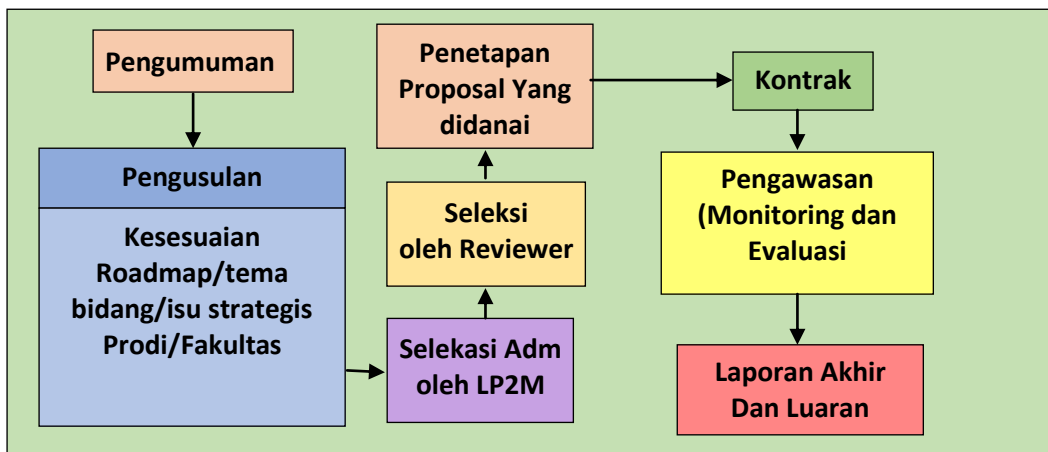 Pengumuman
Pengusulan
Kesesuaian
Roadmap/tema
bidang/isu strategis
Prodi/Fakultas
Selekasi Adm
oleh LP2M
Seleksi
oleh Reviewer
Penetapan
Proposal Yang
didanai
Kontrak
Pengawasan
(Monitoring dan
Evaluasi
Laporan Akhir
Dan Luaran